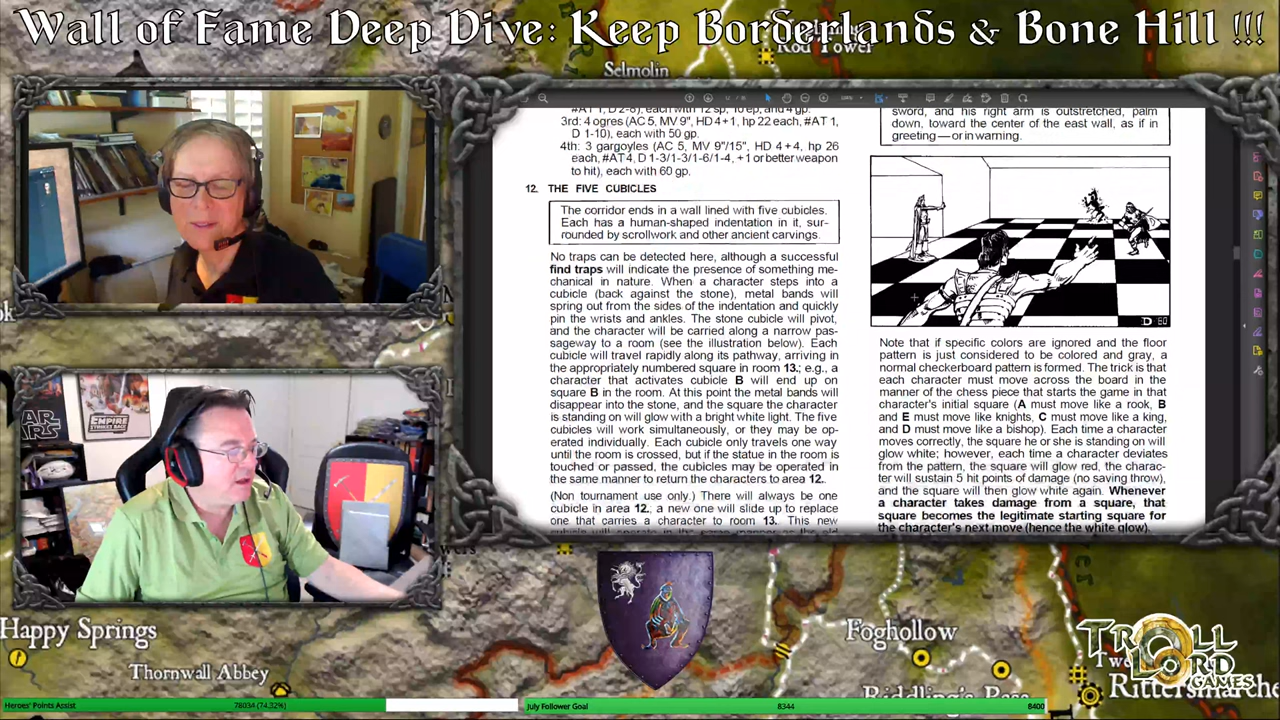 Wall of Fame Deep Dive: Keep Borderlands & Bone Hill !!!
Rod Tower
Selmolin
3rd: 4 ogres (AC 5, MV 9", HD 4+1, hp 22 each, #AT 1,
D 1-10), each with 50 gp.
4th: 3 gargoyles (AC 5, MV 9"/15", HD 4+4, hp 26
each, #AT 4, D 1-3/1-3/1-6/1-4, +1 or better weapon
to hit), each with 60 gp.
12. THE FIVE CUBICLES
The corridor ends in a wall lined with five cubicles.
Each has a human-shaped indentation in it, sur-
rounded by scrollwork and other ancient carvings.
No traps can be detected here, although a successful
find traps will indicate the presence of something me-
chanical in nature. When a character steps into a
cubicle (back against the stone), metal bands will
spring out from the sides of the indentation and quickly
pin the wrists and ankles. The stone cubicle will pivot,
and the character will be carried along a narrow pas-
sageway to a room (see the illustration below). Each
cubicle will travel rapidly along its pathway, arriving in
the appropriately numbered square in room 13.; e.g., a
character that activates cubicle B will end up on
square B in the room. At this point the metal bands will
disappear into the stone, and the square the character
is standing on will glow with a bright white light. The five
cubicles will work simultaneously, or they may be op-
erated individually. Each cubicle only travels one way
until the room is crossed, but if the statue in the room is
touched or passed, the cubicles may be operated in
the same manner to return the characters to area 12.
(Non tournament use only.) There will always be one
cubicle in area 12.; a new one will slide up to replace
one that carries a character to room 13. This new
sword, and his right arm is outstretched, palm
down, toward the center of the east wall, as if in
greeting—or in warning.
D 80
Note that if specific colors are ignored and the floor
pattern is just considered to be colored and gray, a
normal checkerboard pattern is formed. The trick is that
each character must move across the board in the
manner of the chess piece that starts the game in that
character's initial square (A must move like a rook, B
and E must move like knights, C must move like a king,
and D must move like a bishop). Each time a character
moves correctly, the square he or she is standing on will
glow white; however, each time a character deviates
from the pattern, the square will glow red, the charac-
ter will sustain 5 hit points of damage (no saving throw),
and the square will then glow white again. Whenever
a character takes damage from a square, that
square becomes the legitimate starting square for
the character's next move (hence the white glow).
STAR
WARS
EMPIRE
STRIKES
BACK
Happy Springs
Thornwall Abbey
Foghollow
Riddling's Pass
Rittersmarche
TROLL
LORD
GAMES
Heroes' Points Assist
78034 (74.32%)
July Follower Goal
8344
8400